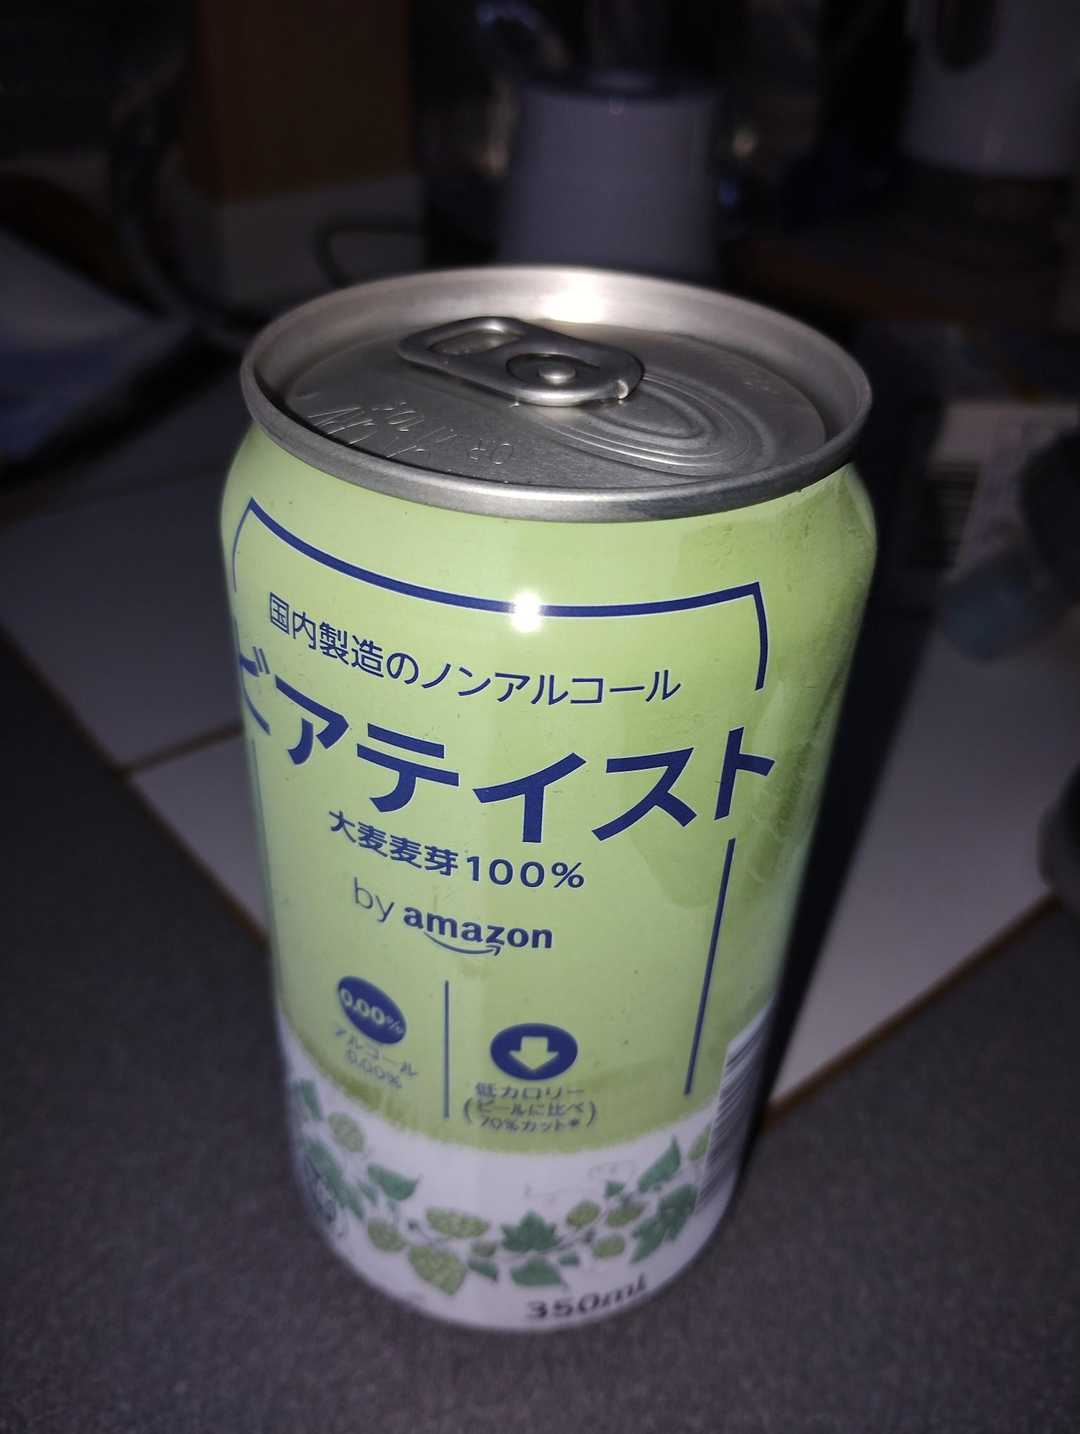 国内製造のノンアルコール
ビアテイスト
大麦麦芽100%
by amazon
0.00%
アルコール
0.00%
低カロリー
(ビールに比べ
70%カット*)
350ml